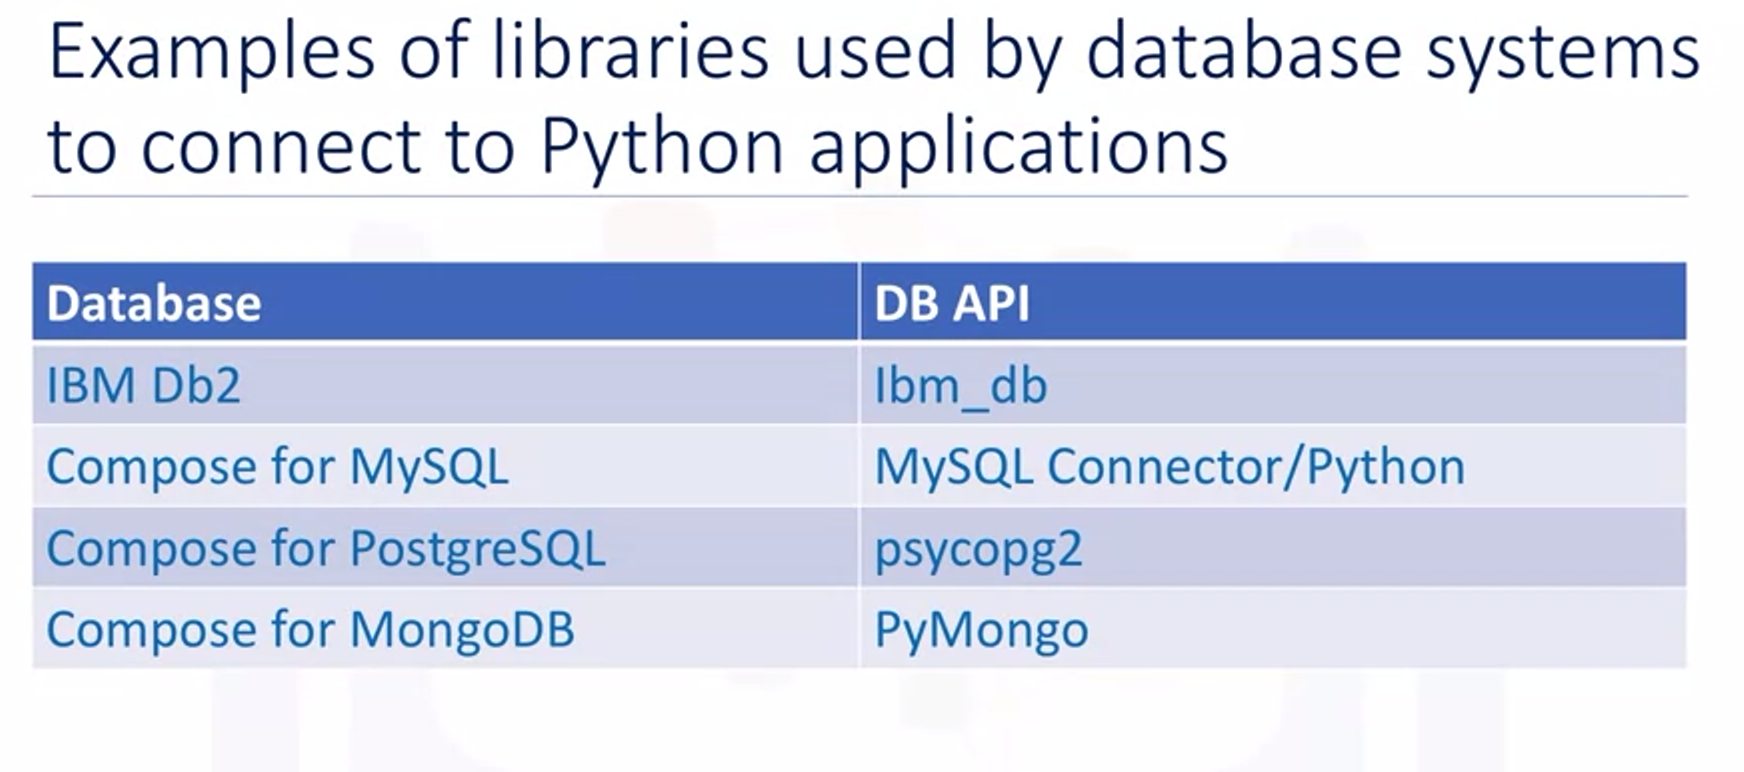 Examples of libraries used by database systems
to connect to Python applications
Database DB API
IBM Db2 Ibm_db
Compose for MySQL MySQL Connector/Python
Compose for PostgreSQL psycopg2
Compose for MongoDB PyMongo